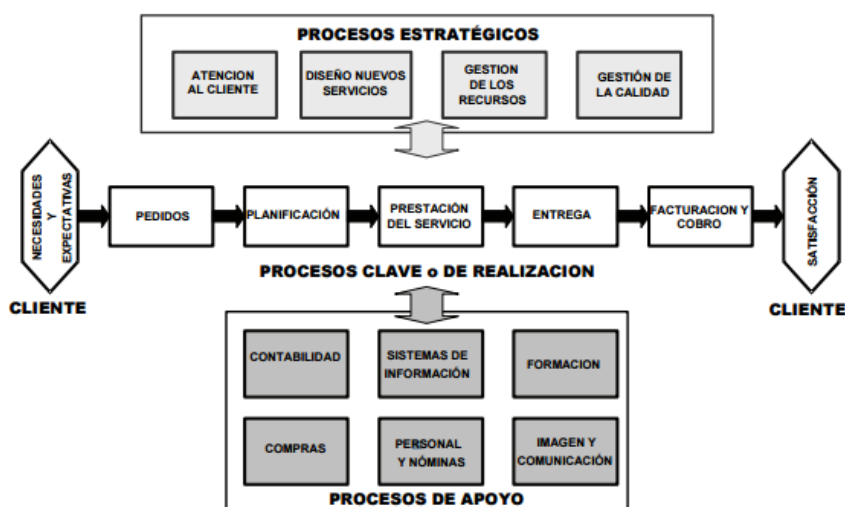 PROCESOS ESTRATÉGICOS
ATENCION
AL CLIENTE
DISEÑO NUEVOS
SERVICIOS
GESTION
DE LOS
RECURSOS
GESTIÓN DE
LA CALIDAD
NECESIDADES
Y
EXPECTATIVAS
CLIENTE
PEDIDOS
PLANIFICACIÓN
PRESTACIÓN
DEL SERVICIO
ENTREGA
FACTURACION Y
COBRO
SATISFACCIÓN
CLIENTE
PROCESOS CLAVE o DE REALIZACION
CONTABILIDAD
SISTEMAS DE
INFORMACIÓN
FORMACION
COMPRAS
PERSONAL
Y NÓMINAS
IMAGEN Y
COMUNICACIÓN
PROCESOS DE APOYO